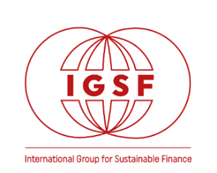 IGSF
International Group for Sustainable Finance